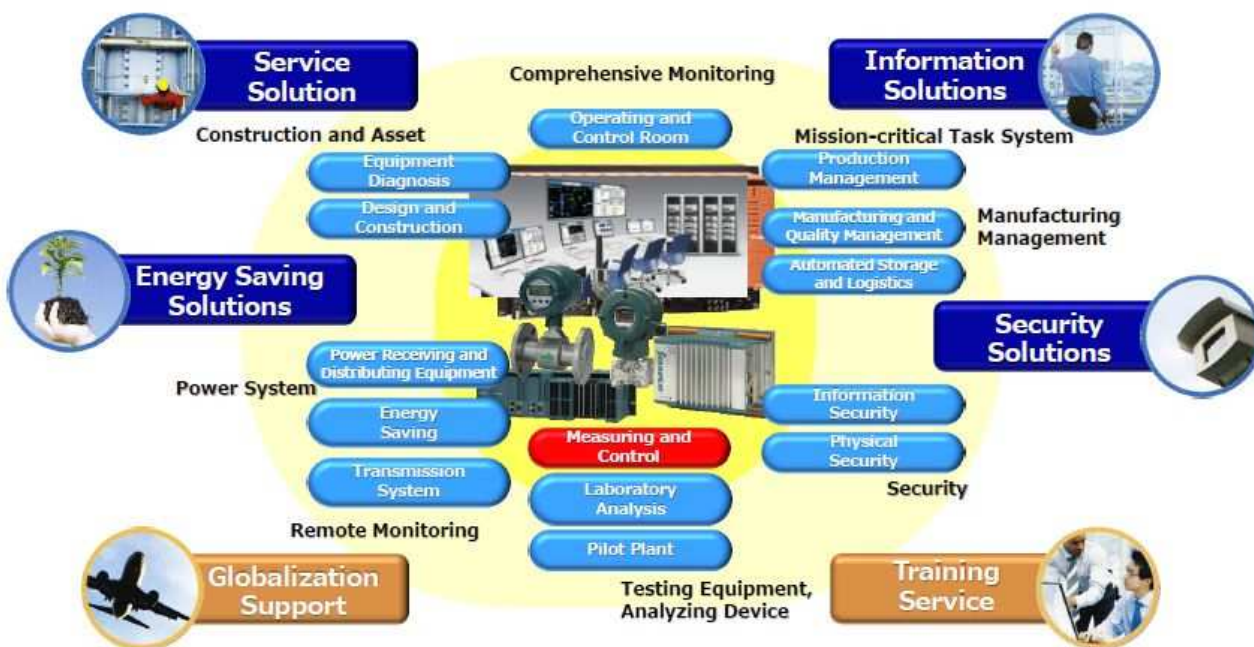 Service
Solution
Comprehensive Monitoring
Information
Solutions
Construction and Asset
Operating and
Control Room
Mission-critical Task System
Equipment
Diagnosis
Production
Management
Design and
Construction
Manufacturing and
Quality Management
Manufacturing
Management
Energy Saving
Solutions
Automated Storage
and Logistics
Security
Solutions
Power Receiving and
Distributing Equipment
Power System
Information
Security
Energy
Saving
Measuring and
Control
Physical
Security
Transmission
System
Laboratory
Analysis
Security
Remote Monitoring
Pilot Plant
Globalization
Support
Testing Equipment,
Analyzing Device
Training
Service